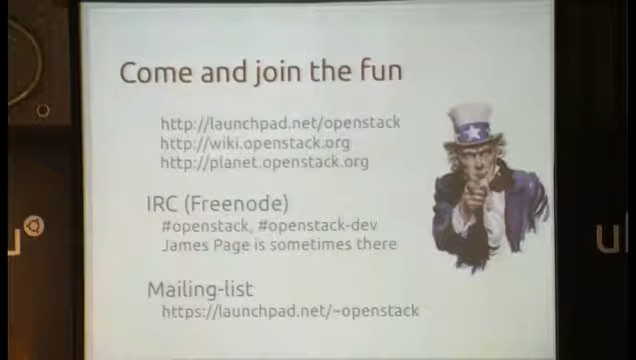 Come and join the fun
http://launchpad.net/openstack
http://wiki.openstack.org
http://planet.openstack.org
IRC (Freenode)
#openstack, #openstack-dev
James Page is sometimes there
Mailing-list
https://launchpad.net/~openstack